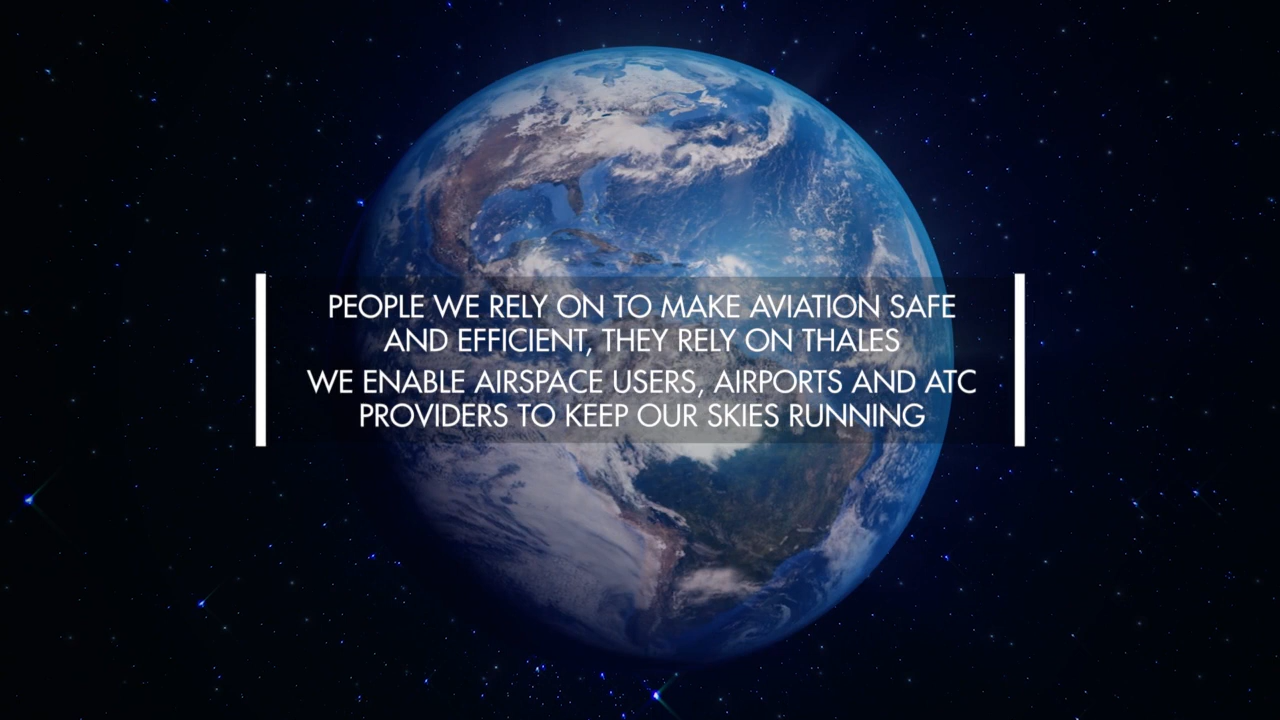 PEOPLE WE RELY ON TO MAKE AVIATION SAFE
AND EFFICIENT, THEY RELY ON THALES
WE ENABLE AIRSPACE USERS, AIRPORTS AND ATC
PROVIDERS TO KEEP OUR SKIES RUNNING